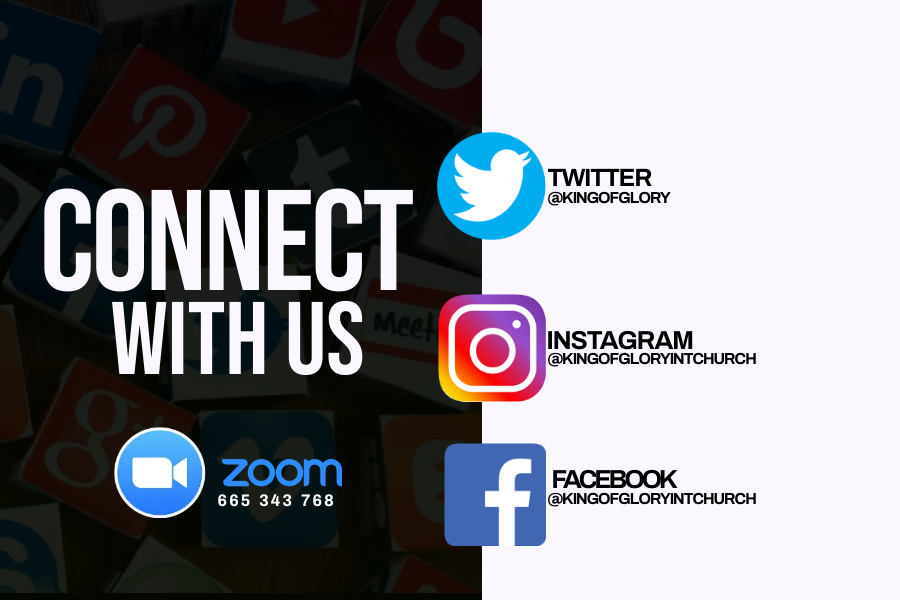 CONNECT
WITH US
zoom
665 343 768
TWITTER
@KINGOFGLORY
INSTAGRAM
@KINGOFGLORYINTCHURCH
FACEBOOK
@KINGOFGLORYINTCHURCH